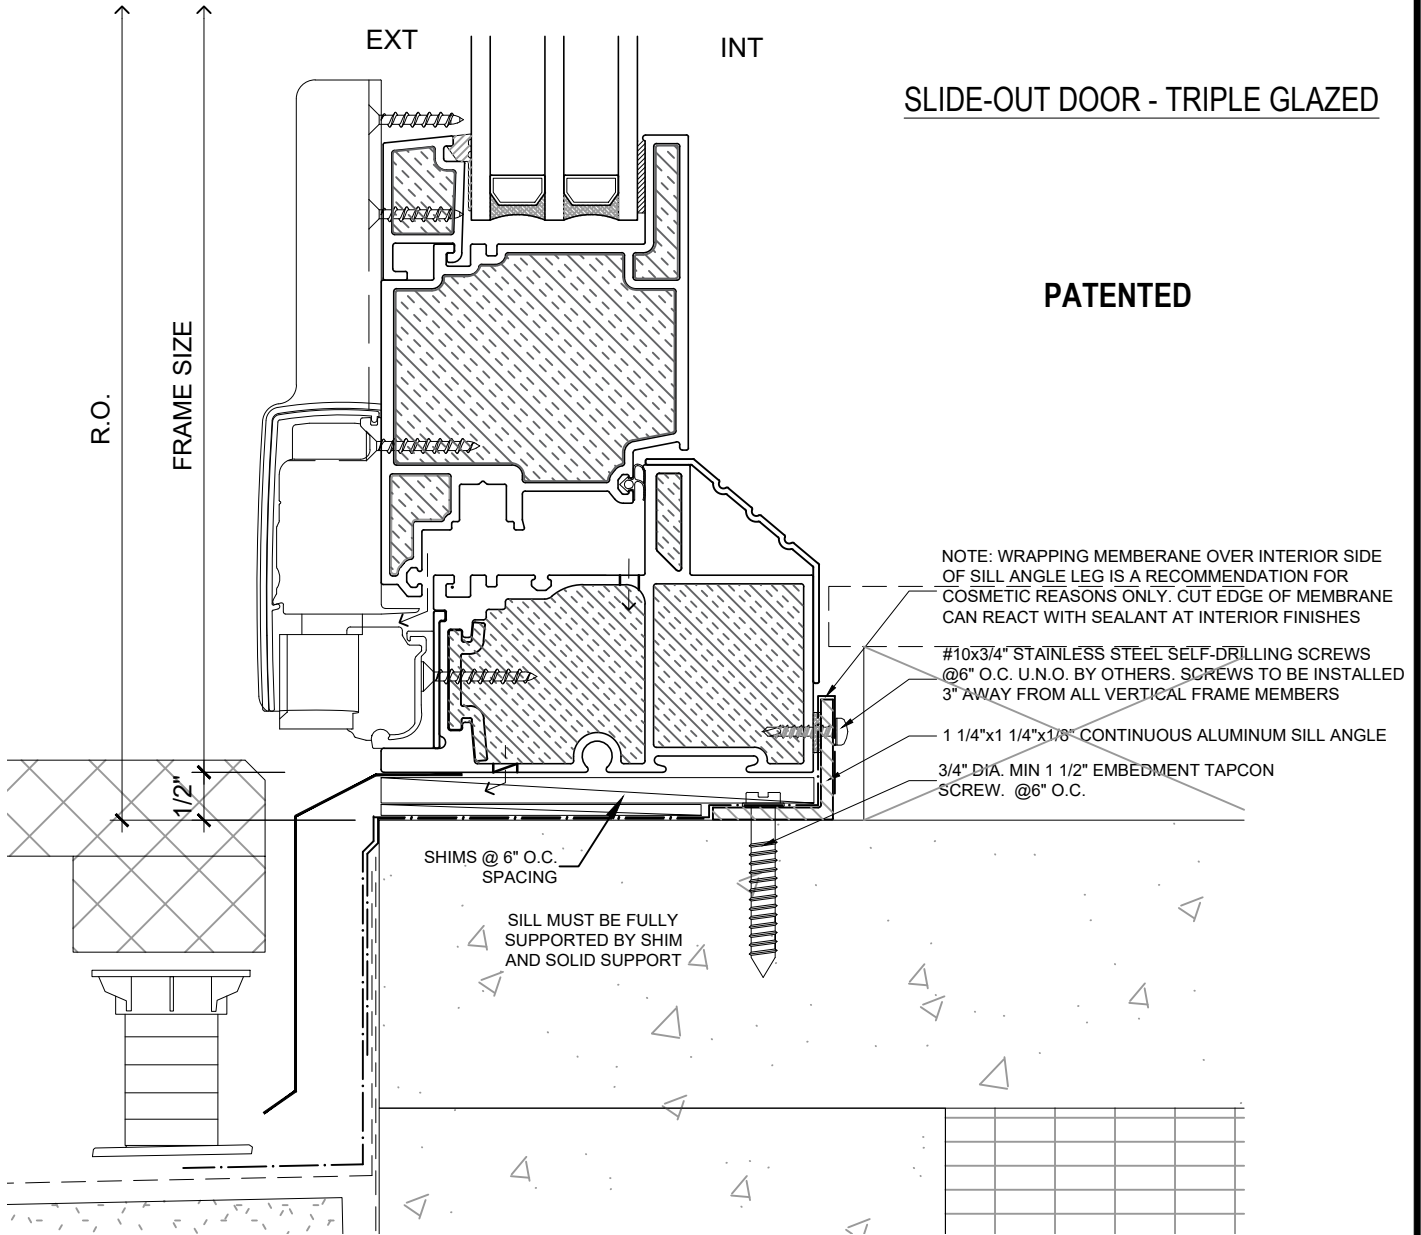 EXT
INT
SLIDE-OUT DOOR - TRIPLE GLAZED
PATENTED
R.O.
FRAME SIZE
1/2"
NOTE: WRAPPING MEMBERANE OVER INTERIOR SIDE
OF SILL ANGLE LEG IS A RECOMMENDATION FOR
COSMETIC REASONS ONLY. CUT EDGE OF MEMBRANE
CAN REACT WITH SEALANT AT INTERIOR FINISHES
#10x3/4" STAINLESS STEEL SELF-DRILLING SCREWS
@6" O.C. U.N.O. BY OTHERS. SCREWS TO BE INSTALLED
3" AWAY FROM ALL VERTICAL FRAME MEMBERS
1 1/4"x1 1/4"x1/8" CONTINUOUS ALUMINUM SILL ANGLE
3/4" DIA. MIN 1 1/2" EMBEDMENT TAPCON
SCREW. @6" O.C.
SHIMS @ 6" O.C.
SPACING
SILL MUST BE FULLY
SUPPORTED BY SHIM
AND SOLID SUPPORT